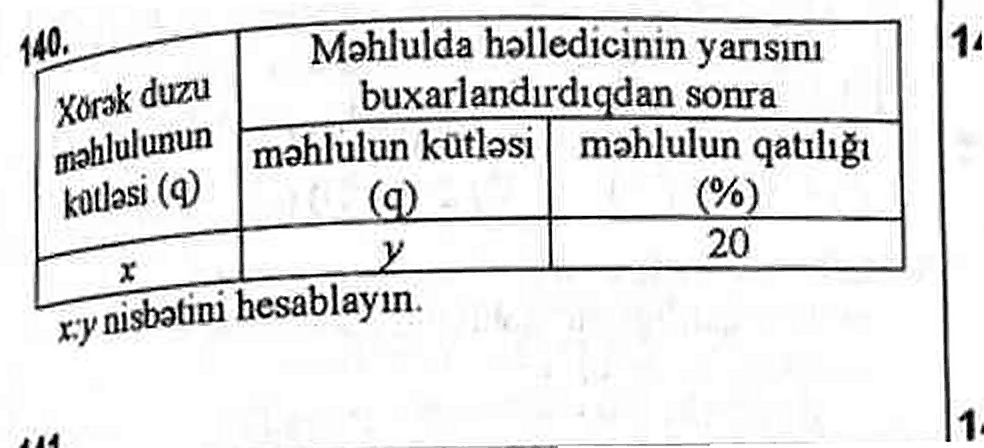 140.
Xörək duzu
məhlulunun
kütləsi (q)
Məhlulda həlledicinin yarısını
buxarlandırdıqdan sonra
məhlulun kütləsi
(q)
məhlulun qatılığı
(%)
x
y
20
x:y nisbətini hesablayın.